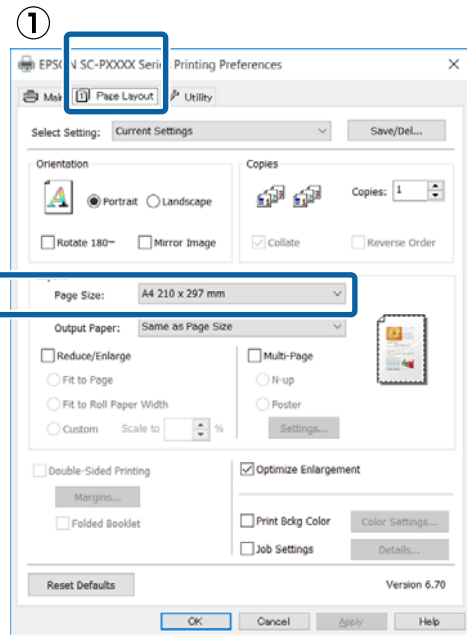 ①
EPSON SC-PXXXX Series Printing Preferences
Main Page Layout Utility
Select Setting: Current Settings Save/Del...
Orientation
Portrait Landscape
Rotate 180° Mirror Image
Copies
Copies: 1
Collate Reverse Order
Page Size: A4 210 x 297 mm
Output Paper: Same as Page Size
Reduce/Enlarge
Fit to Page
Fit to Roll Paper Width
Custom Scale to %
Multi-Page
N-up
Poster
Settings...
Double-Sided Printing
Margins...
Folded Booklet
Optimize Enlargement
Print Bckg Color Color Settings...
Job Settings Details...
Reset Defaults Version 6.70
OK Cancel Apply Help